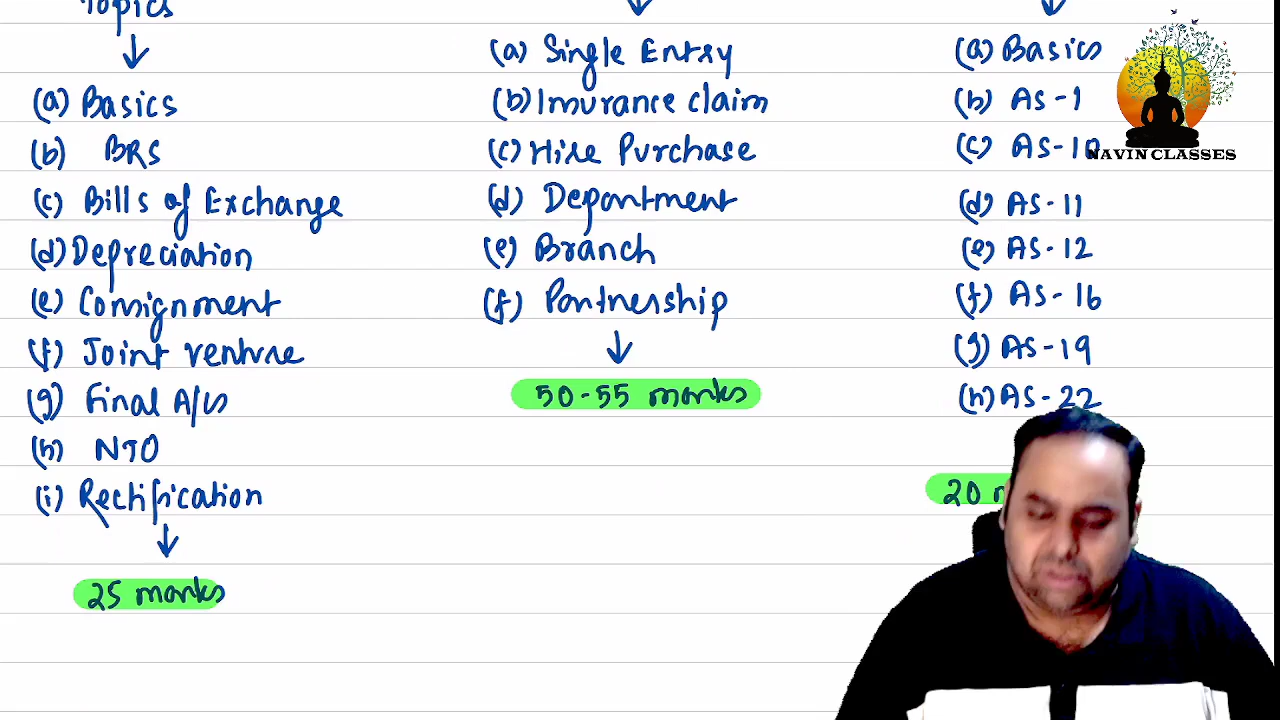 Topics
(a) Basics
(b) BRS
(c) Bills of Exchange
(d) Depreciation
(e) Consignment
(f) Joint venture
(g) Final A/cs
(h) NTO
(i) Rectification
25 marks
(a) Single Entry
(b) Insurance claim
(c) Hire Purchase
(d) Department
(e) Branch
(f) Partnership
50-55 marks
(a) Basics
(b) AS-1
(c) AS-10
(d) AS-11
(e) AS-12
(f) AS-16
(g) AS-19
(h) AS-22
20
NAVIN CLASSES